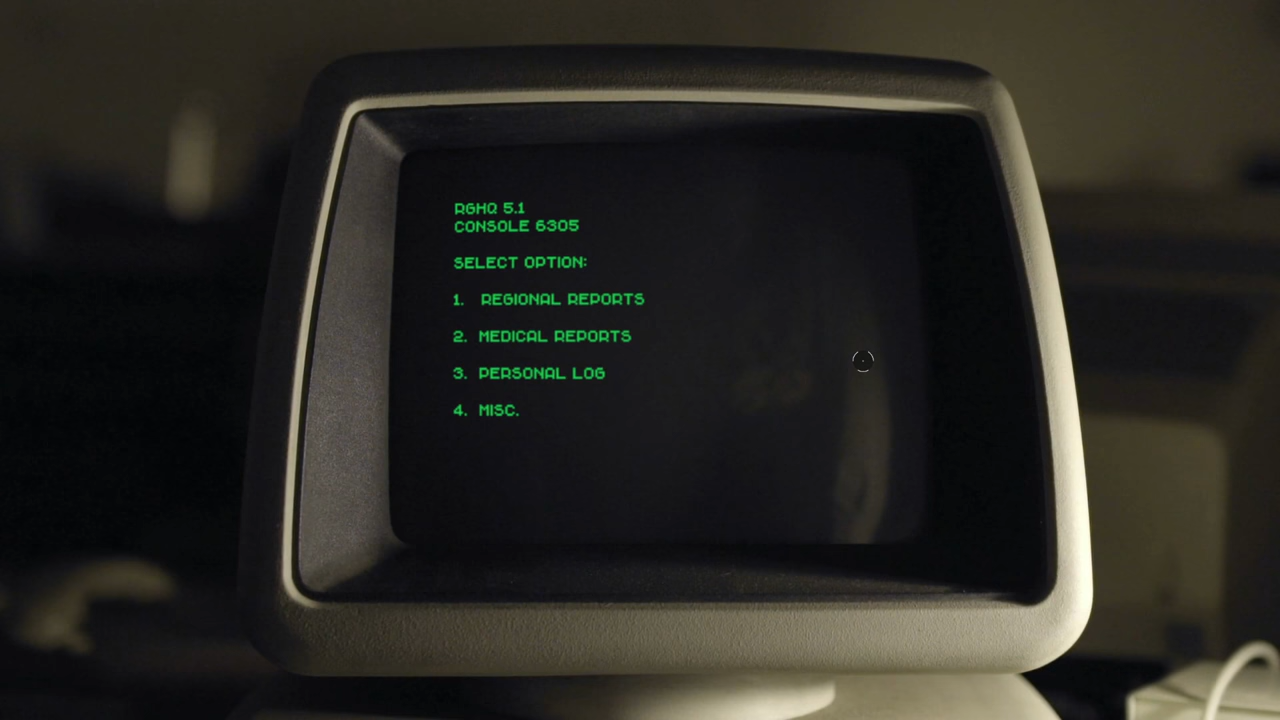 RGHQ 5.1
CONSOLE 6305
SELECT OPTION:
1. REGIONAL REPORTS
2. MEDICAL REPORTS
3. PERSONAL LOG
4. MISC.